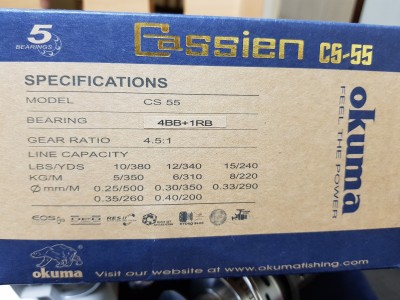 5
BEARINGS
Cassien CS-55
SPECIFICATIONS
MODEL CS 55
BEARING 4BB+1RB
GEAR RATIO 4.5:1
LINE CAPACITY
LBS/YDS 10/380 12/340 15/240
KG/M 5/350 6/310 8/220
Ø mm/M 0.25/500 0.30/350 0.33/290
0.35/260 0.40/200
okuma
FEEL THE POWER
okuma
Visit our website at www.okumafishing.com